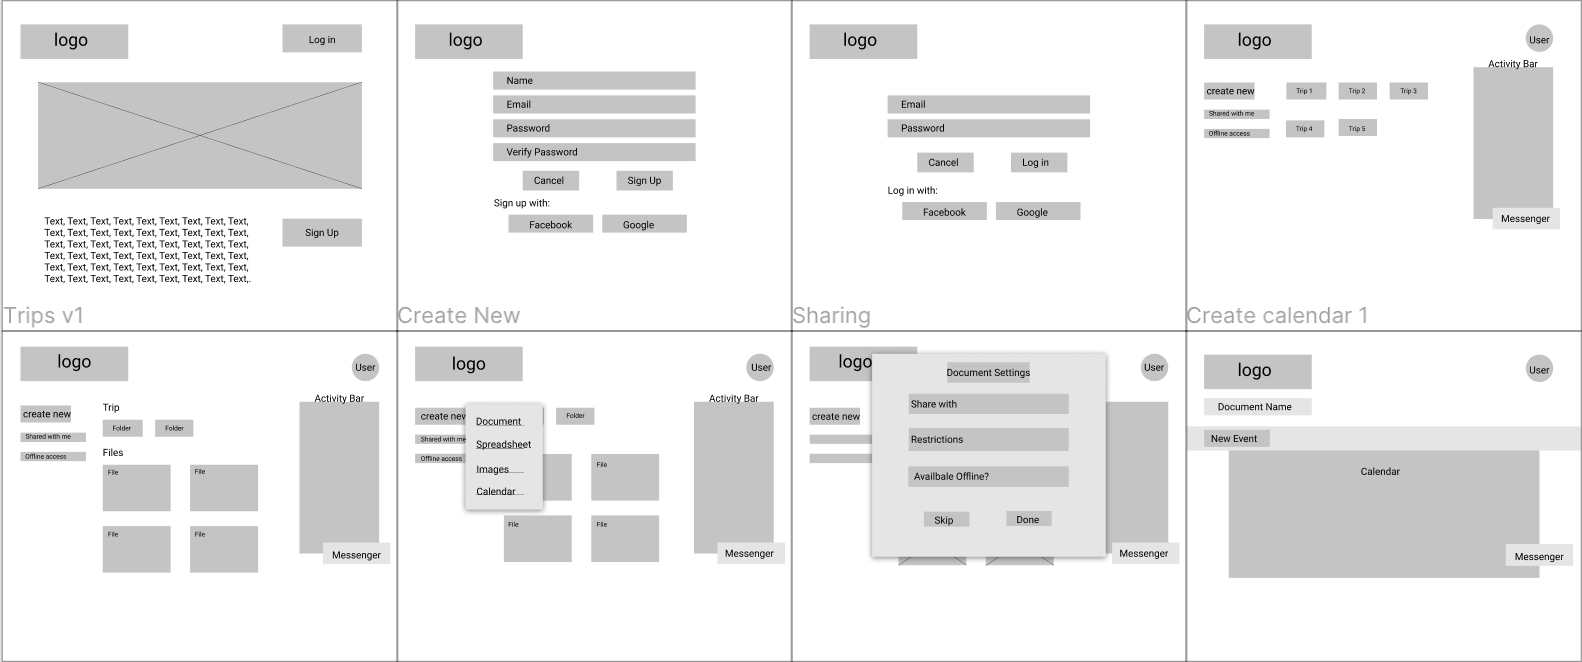 logo
Log in
Text, Text, Text, Text, Text, Text, Text, Text, Text,
Text, Text, Text, Text, Text, Text, Text, Text, Text,
Text, Text, Text, Text, Text, Text, Text, Text, Text,
Text, Text, Text, Text, Text, Text, Text, Text, Text,
Text, Text, Text, Text, Text, Text, Text, Text, Text,
Text, Text, Text, Text, Text, Text, Text, Text, Text,.
Sign Up
logo
Name
Email
Password
Verify Password
Cancel
Sign Up
Sign up with:
Facebook
Google
logo
Email
Password
Cancel
Log in
Log in with:
Facebook
Google
logo
User
Activity Bar
create new
Shared with me
Offline access
Trip 1
Trip 2
Trip 3
Trip 4
Trip 5
Messenger
Trips v1
Create New
Sharing
Create calendar 1
logo
User
Activity Bar
create new
Shared with me
Offline access
Trip
Folder
Folder
Files
File
File
File
File
Messenger
logo
User
Activity Bar
create new
Shared with me
Offline access
Document
Spreadsheet
Images
Calendar
Folder
File
File
File
Messenger
logo
User
create new
Document Settings
Share with
Restrictions
Availbale Offline?
Skip
Done
Messenger
logo
User
Document Name
New Event
Calendar
Messenger